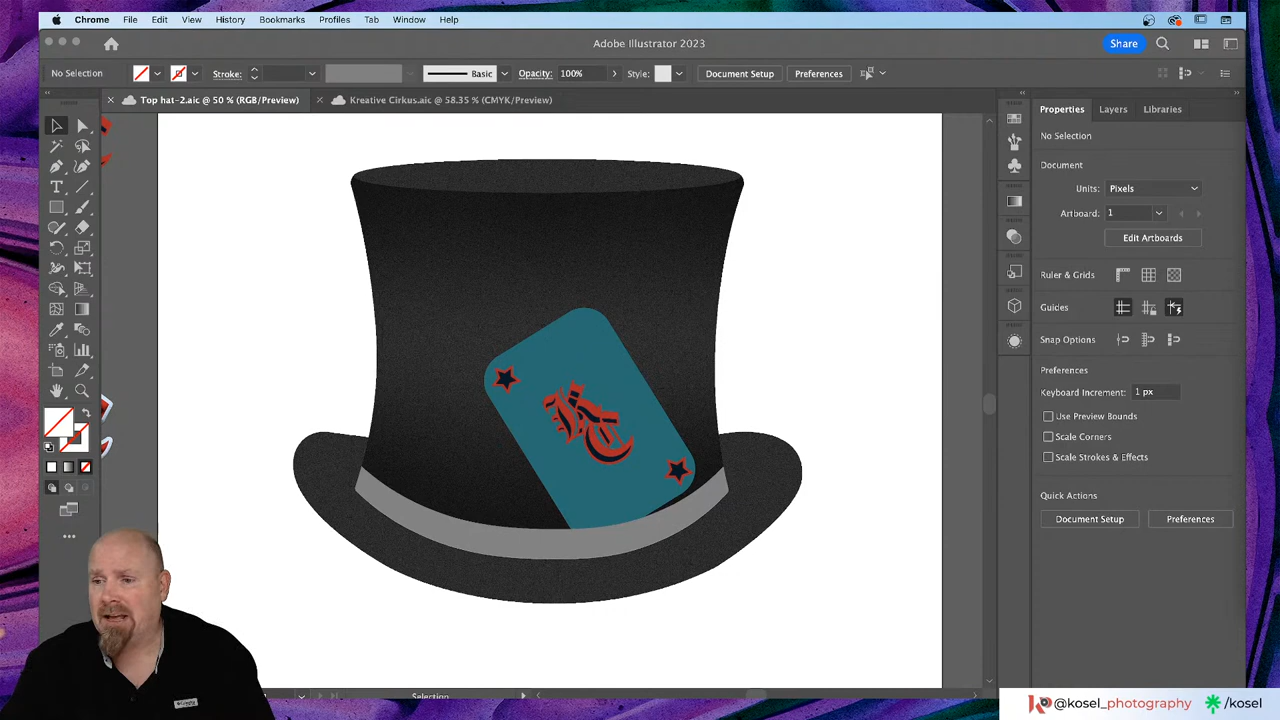 Chrome File Edit View History Bookmarks Profiles Tab Window Help
Adobe Illustrator 2023
Share
No Selection Stroke: Basic Opacity: 100% Style: Document Setup Preferences
Top hat-2.aic @ 50 % (RGB/Preview) Kreative Cirkus.aic @ 58.35 % (CMYK/Preview)
Properties Layers Libraries
No Selection
Document
Units: Pixels
Artboard: 1
Edit Artboards
Ruler & Grids
Guides
Snap Options
Preferences
Keyboard Increment: 1 px
Use Preview Bounds
Scale Corners
Scale Strokes & Effects
Quick Actions
Document Setup Preferences
KC
Selection
@kosel_photography /kosel